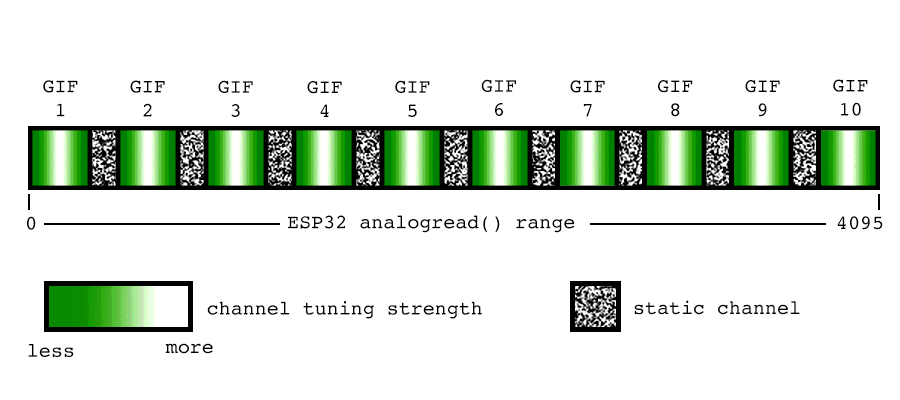 GIF GIF GIF GIF GIF GIF GIF GIF GIF GIF
1 2 3 4 5 6 7 8 9 10
0 ESP32 analogread() range 4095
channel tuning strength static channel
less more